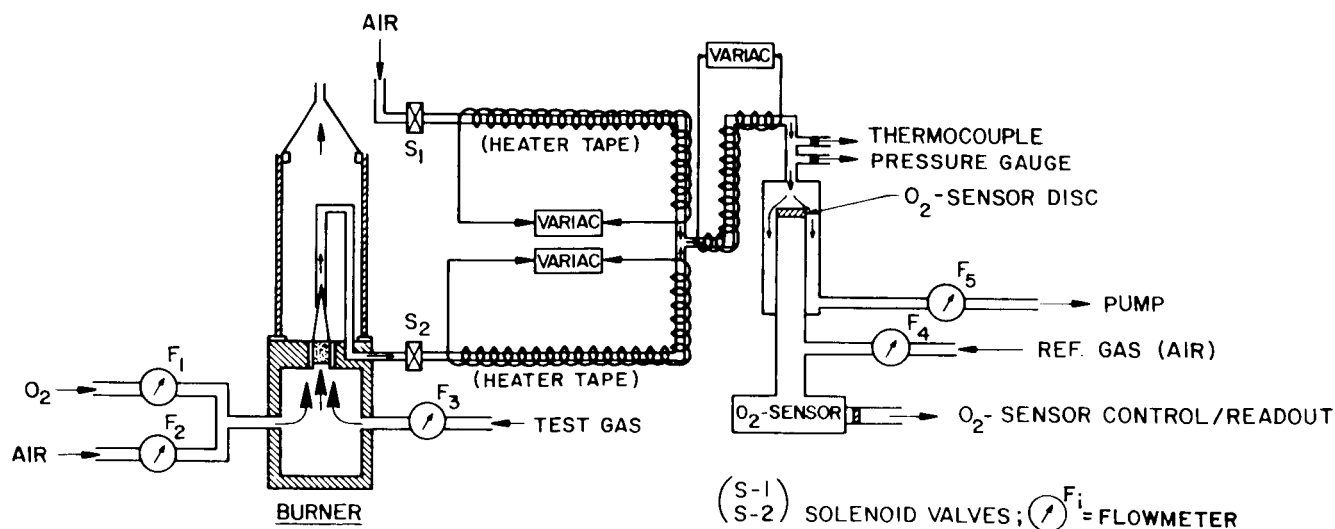 AIR
VARIAC
S1
(HEATER TAPE)
THERMOCOUPLE
PRESSURE GAUGE
O2-SENSOR DISC
VARIAC
VARIAC
F5
PUMP
S2
F4
REF. GAS (AIR)
(HEATER TAPE)
F1
O2
F3
F2
O2-SENSOR
O2- SENSOR CONTROL/READOUT
TEST GAS
AIR
BURNER
(S-1
S-2) SOLENOID VALVES; Fi = FLOWMETER